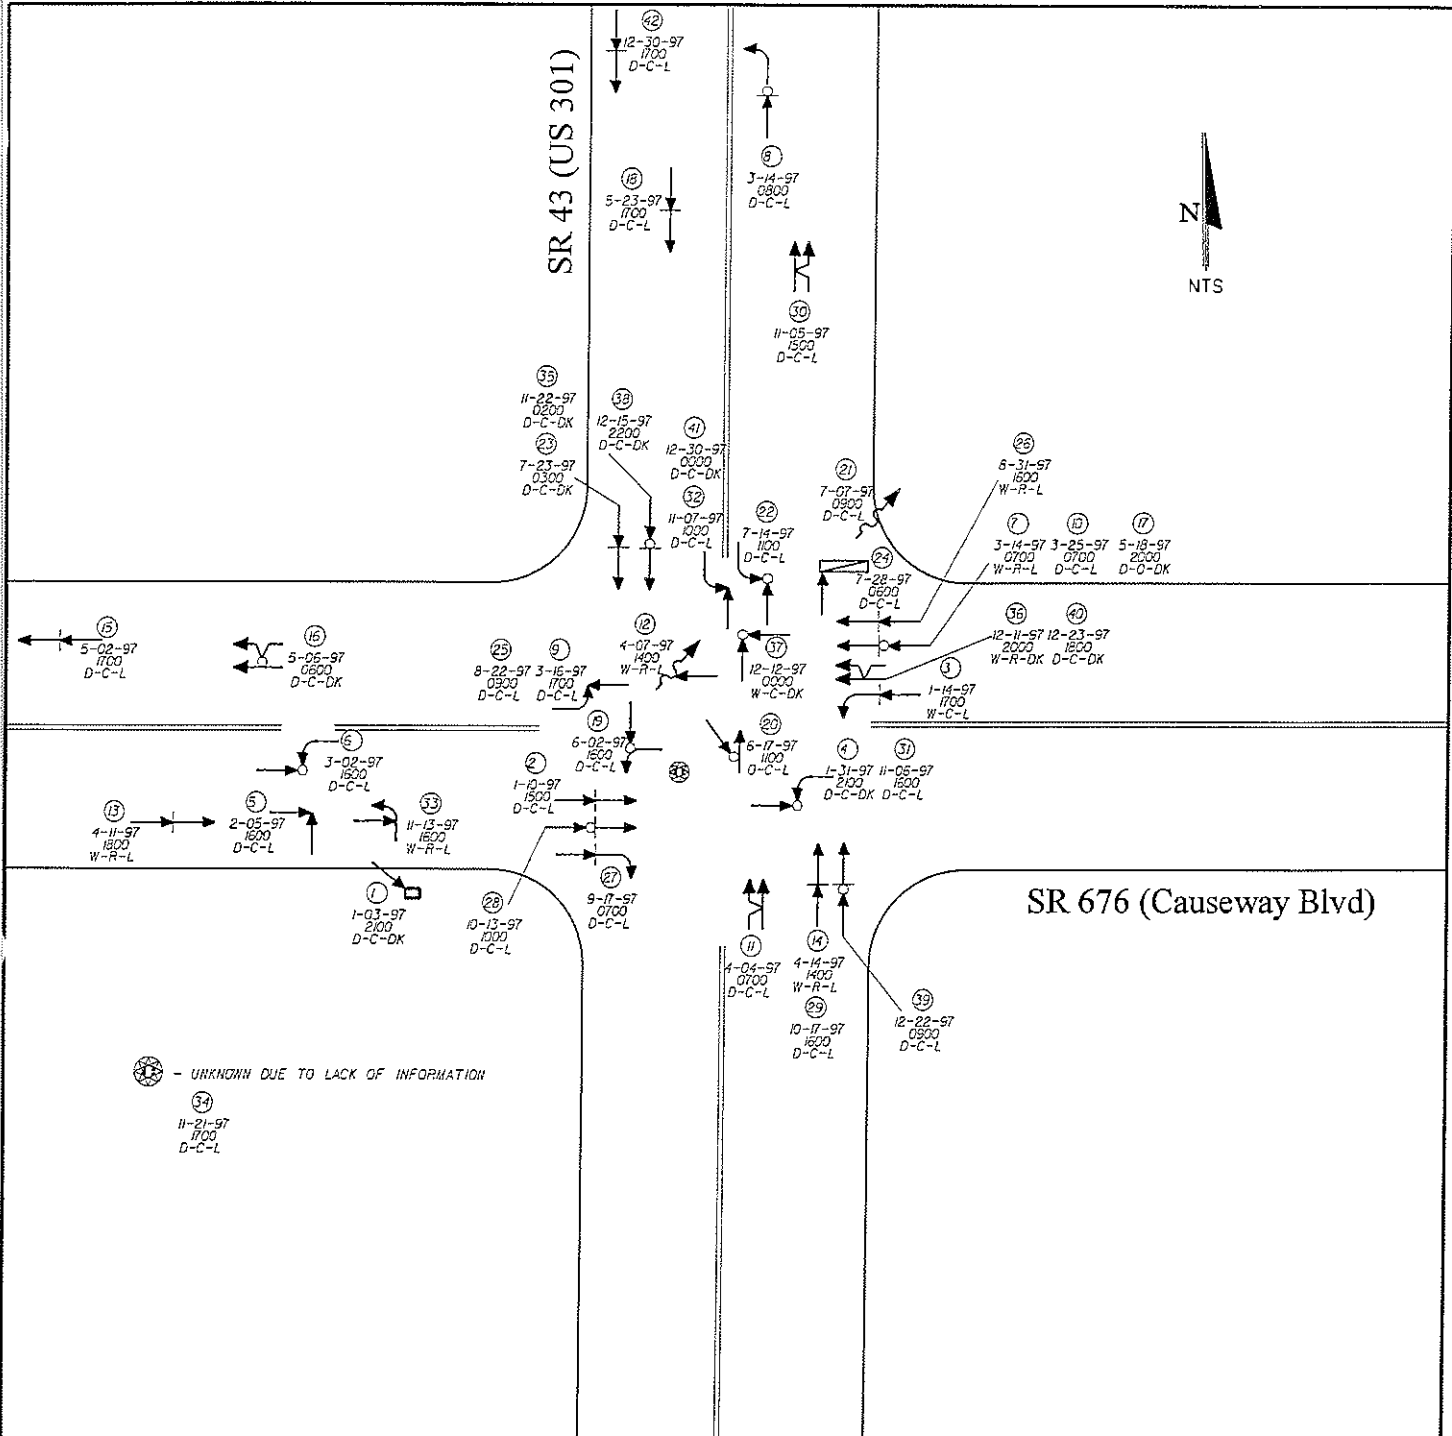 42
12-30-97
1700
D-C-L
SR 43 (US 301)
8
3-14-97
0800
D-C-L
18
5-23-97
1700
D-C-L
N
NTS
30
11-05-97
1500
D-C-L
35
11-22-97
0200
D-C-DK
23
7-23-97
0300
D-C-DK
38
12-15-97
2200
D-C-DK
41
12-30-97
0000
D-C-DK
32
11-07-97
1000
D-C-L
22
7-14-97
1100
D-C-L
21
7-07-97
0900
D-C-L
24
7-28-97
0600
D-C-L
26
8-31-97
1600
W-R-L
7
3-14-97
0700
W-R-L
10
3-25-97
0700
D-C-L
17
5-18-97
2000
D-C-DK
36
12-11-97
2000
W-R-DK
40
12-23-97
1800
D-C-DK
3
1-14-97
1700
W-C-L
15
5-02-97
1700
D-C-L
16
5-06-97
0600
D-C-DK
25
8-22-97
0900
D-C-L
9
3-16-97
1700
D-C-L
12
4-07-97
1400
W-R-L
37
12-12-97
0000
W-C-DK
19
6-02-97
1600
D-C-L
20
6-17-97
1100
D-C-L
4
1-31-97
2100
D-C-DK
31
11-06-97
1600
D-C-L
6
3-02-97
1600
D-C-L
2
1-10-97
1500
D-C-L
13
4-11-97
1800
W-R-L
5
2-05-97
1600
D-C-L
33
11-13-97
1600
W-R-L
1
1-03-97
2100
D-C-DK
28
10-13-97
1000
D-C-L
27
9-17-97
0700
D-C-L
11
4-04-97
0700
D-C-L
14
4-14-97
1400
W-R-L
29
10-17-97
1600
D-C-L
39
12-22-97
0900
D-C-L
SR 676 (Causeway Blvd)
- UNKNOWN DUE TO LACK OF INFORMATION
34
11-21-97
1700
D-C-L